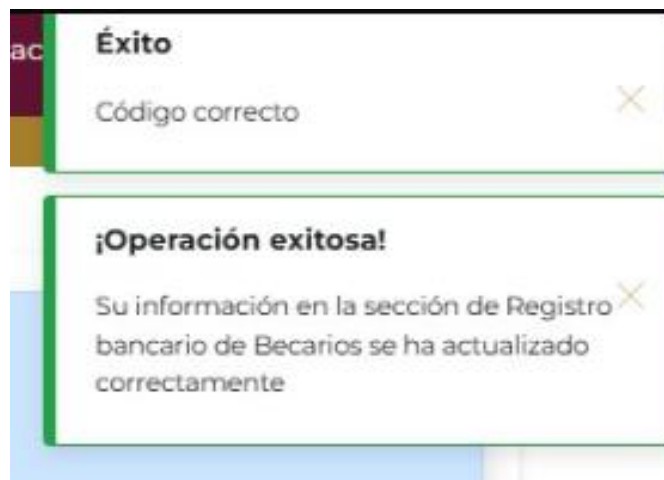 ac
Éxito
Código correcto
¡Operación exitosa!
Su información en la sección de Registro
bancario de Becarios se ha actualizado
correctamente